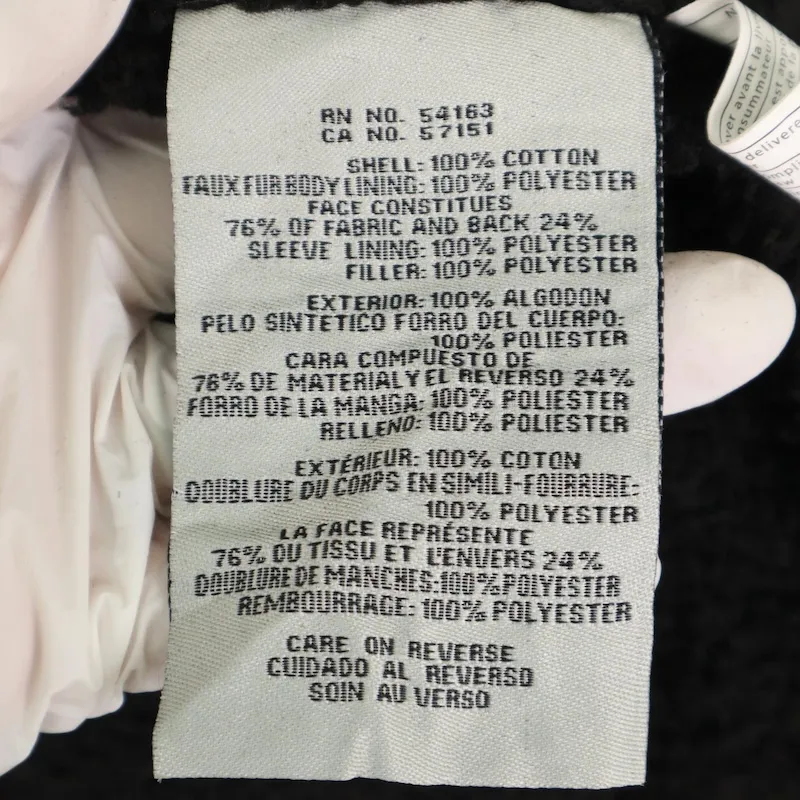 RN NO. 54163
CA NO. 57151
SHELL: 100% COTTON
FAUX FUR BODY LINING: 100% POLYESTER
FACE CONSTITUES
76% OF FABRIC AND BACK 24%
SLEEVE LINING: 100% POLYESTER
FILLER: 100% POLYESTER
EXTERIOR: 100% ALGODON
PELO SINTETICO FORRO DEL CUERPO:
100% POLIESTER
CARA COMPUESTO DE
76% DE MATERIAL Y EL REVERSO 24%
FORRO DE LA MANGA: 100% POLIESTER
RELLENO: 100% POLIESTER
EXTÉRIEUR: 100% COTON
DOUBLURE DU CORPS EN SIMILI-FOURRURE:
100% POLYESTER
LA FACE REPRÉSENTE
76% DU TISSU ET L'ENVERS 24%
DOUBLURE DE MANCHES: 100% POLYESTER
REMBOURRAGE: 100% POLYESTER
CARE ON REVERSE
CUIDADO AL REVERSO
SOIN AU VERSO
avant la
delivered